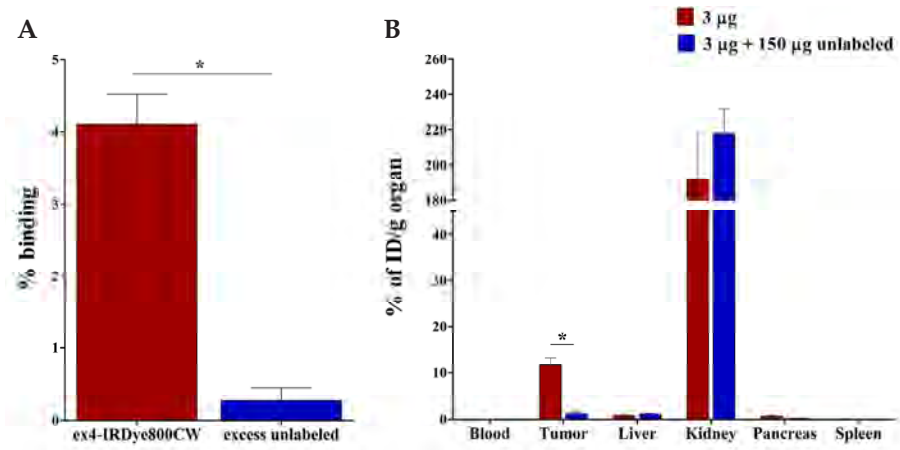 A
B
3 µg
3 µg + 150 µg unlabeled
*
% binding
5
4
3
2
1
0
ex4-IRDye800CW
excess unlabeled
% of ID/g organ
260
240
220
200
180
40
30
20
10
0
*
Blood
Tumor
Liver
Kidney
Pancreas
Spleen